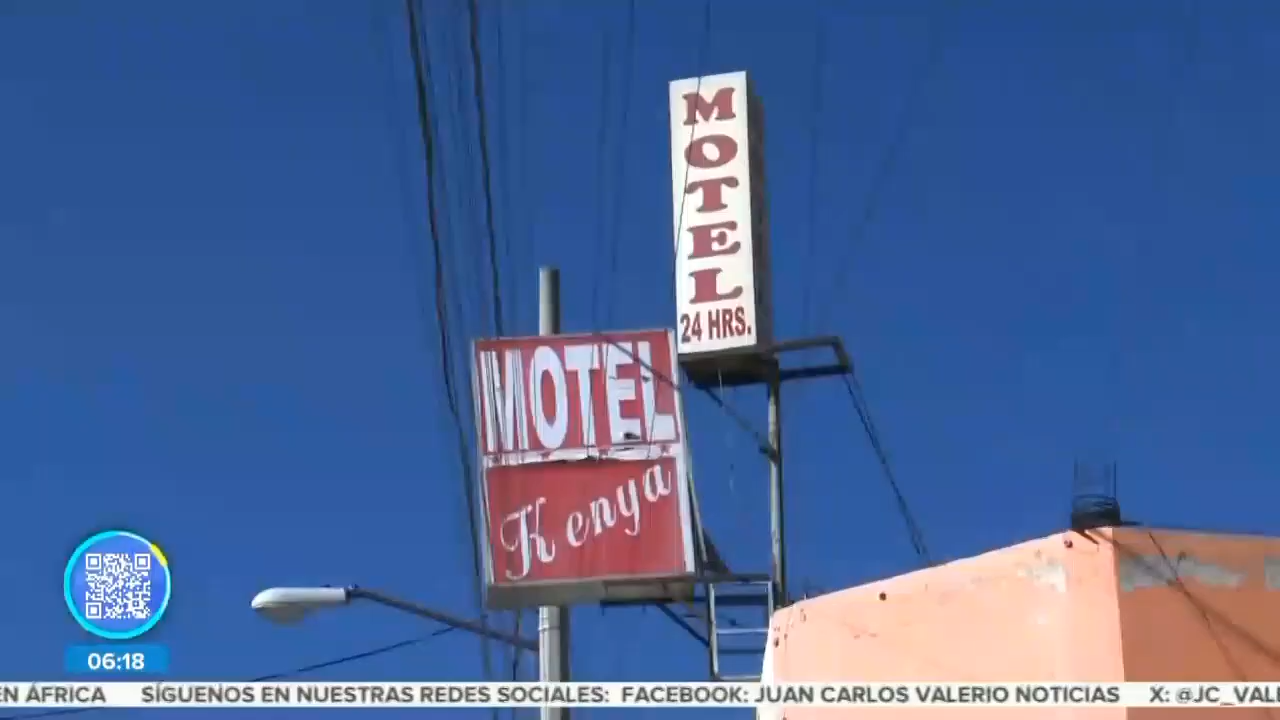 MOTEL
24 HRS.
MOTEL
Kenya
06:18
EN ÁFRICA SÍGUENOS EN NUESTRAS REDES SOCIALES: FACEBOOK: JUAN CARLOS VALERIO NOTICIAS X: @JC_VAL